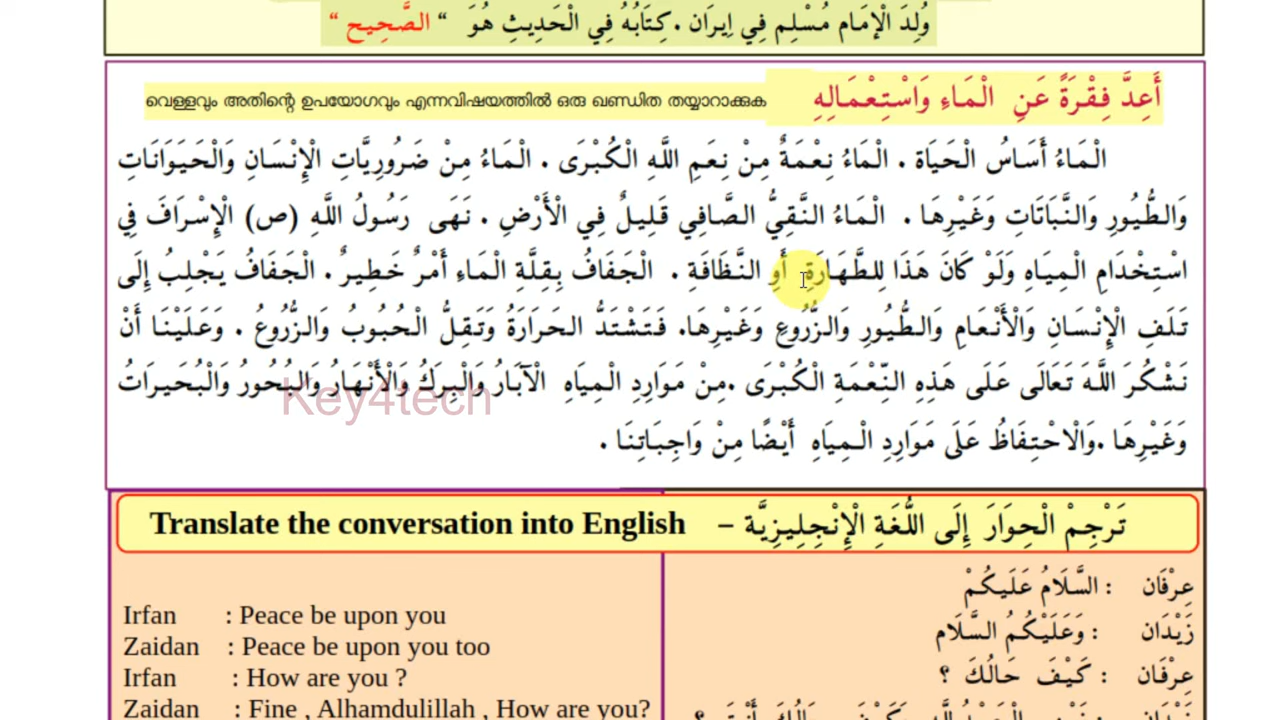 وُلِدَ الْإِمَام مُسْلِم فِي اِيرَان . كِتَابُهُ فِي الْحَدِيثِ هُوَ “ الصَّحِيح “
أَعِدَّ فِقْرَةً عَنِ الْمَاءِ وَاسْتِعْمَالِهِ വെള്ളവും അതിന്റെ ഉപയോഗവും എന്നവിഷയത്തിൽ ഒരു ഖണ്ഡിത തയ്യാറാക്കുക
الْمَاءُ أَسَاسُ الْحَيَاة . الْمَاءُ نِعْمَةٌ مِنْ نِعَمِ اللَّهِ الْكُبْرَى . الْمَاءُ مِنْ ضَرُورِيَّاتِ الْإِنْسَانِ وَالْحَيَوَانَاتِ
وَالطُّيُورِ وَالنَّبَاتَاتِ وَغَيْرِهَا . الْمَاءُ النَّقِيُّ الصَّافِي قَلِيلٌ فِي الْأَرْضِ . نَهَى رَسُولُ اللَّهِ (ص) الْإِسْرَافَ فِي
اسْتِخْدَامِ الْمِيَاهِ وَلَوْ كَانَ هَذَا لِلطَّهَارَةِ أَوِ النَّظَافَةِ . الْجَفَافُ بِقِلَّةِ الْمَاءِ أَمْرٌ خَطِيرٌ . الْجَفَافُ يَجْلِبُ إِلَى
تَلَفِ الْإِنْسَانِ وَالْأَنْعَامِ وَالطُّيُورِ وَالزُّرُوعِ وَغَيْرِهَا. فَتَشْتَدُّ الحَرَارَةُ وَتَقِلُّ الْحُبُوبُ وَالزُّرُوعُ . وَعَلَيْنَا أَنْ
نَشْكُرَ اللَّهَ تَعَالَى عَلَى هَذِهِ النِّعْمَةِ الْكُبْرَى .مِنْ مَوَارِدِ الْمِيَاهِ الْآبَارُ وَالْبِرَكُ وَالْأَنْهَارُ وَالبُحُورُ وَالْبُحَيرَاتُ
Key4tech
وَغَيْرِهَا .وَالْاحْتِفَاظُ عَلَى مَوَارِدِ الْمِيَاهِ أَيْضًا مِنْ وَاجِبَاتِنَا .
Translate the conversation into English – تَرْجِمْ الْحِوَارَ إِلَى اللُّغَةِ الْإِنْجِلِيزِيَّة
عِرْفَان : السَّلَامُ عَلَيكُمْ
زَيْدَان : وَعَلَيْكُمُ السَّلَام
عِرْفَان : كَيْفَ حَالُكَ ؟
Irfan : Peace be upon you
Zaidan : Peace be upon you too
Irfan : How are you ?
Zaidan : Fine , Alhamdulillah , How are you?